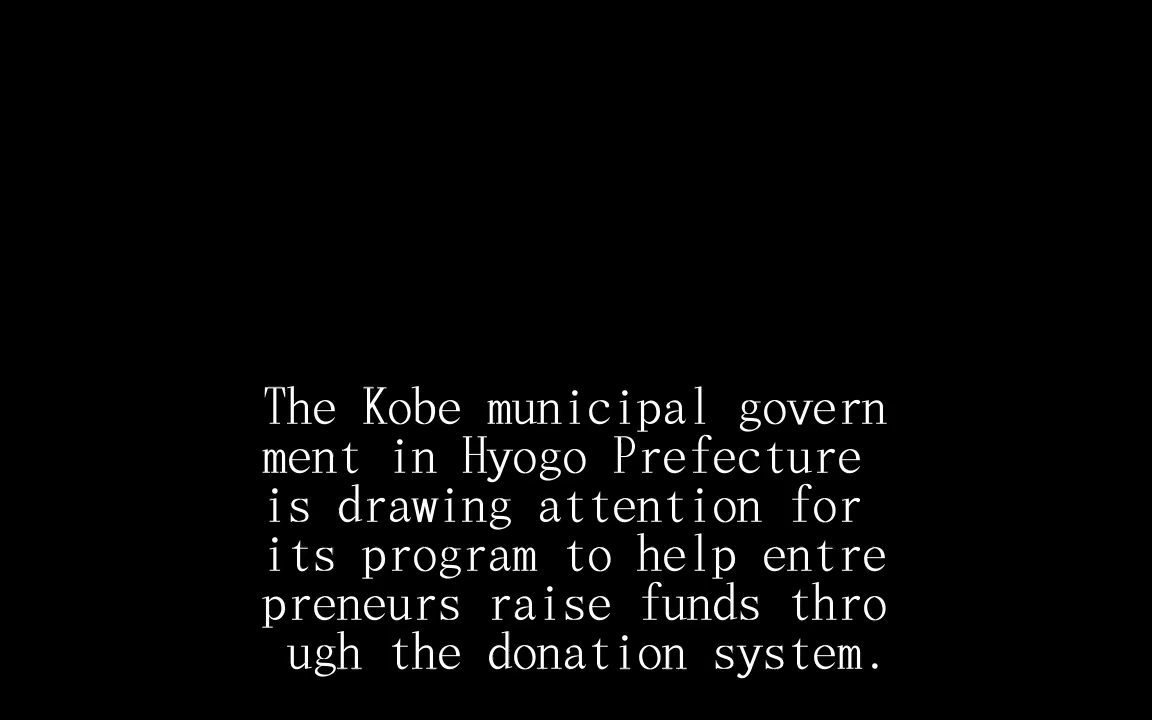 The Kobe municipal govern
ment in Hyogo Prefecture
is drawing attention for
its program to help entre
preneurs raise funds thro
ugh the donation system.